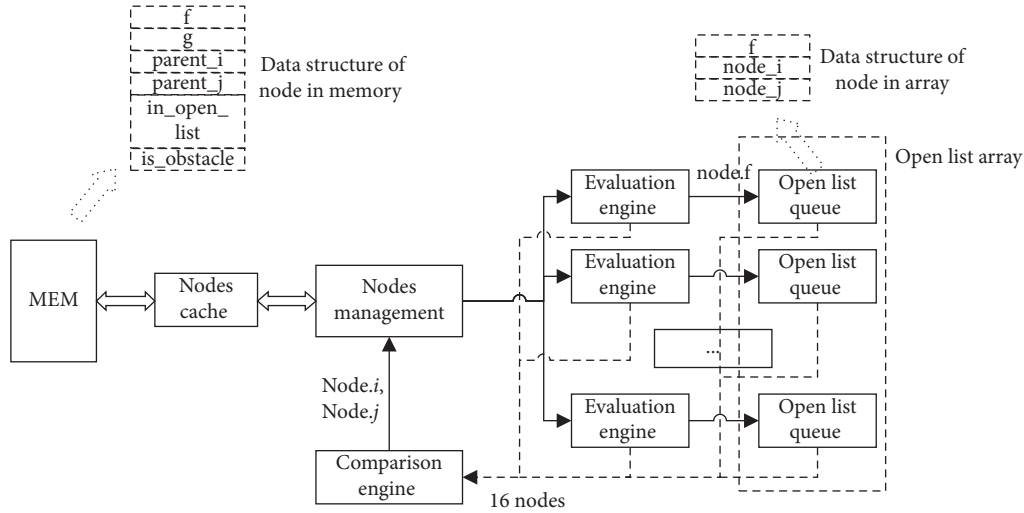 f
g
parent_i
parent_j
in_open_
list
is_obstacle
Data structure of
node in memory
f
node_i
node_j
Data structure of
node in array
Open list array
MEM
Nodes
cache
Nodes
management
Evaluation
engine
node.f
Open list
queue
Evaluation
engine
Open list
queue
...
Evaluation
engine
Open list
queue
Node.i,
Node.j
Comparison
engine
16 nodes